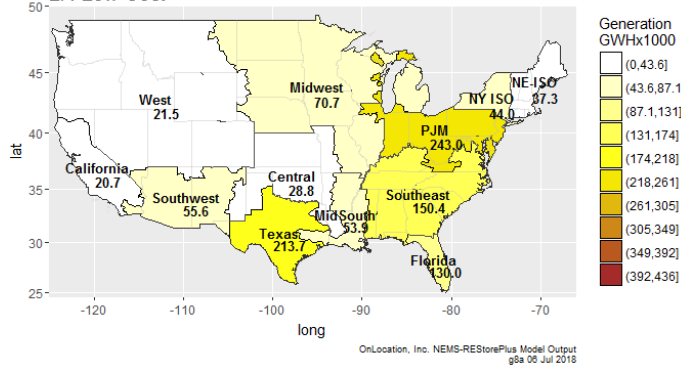 50
45
40
35
30
25
lat
-120
-110
-100
-90
-80
-70
long
West
21.5
California
20.7
Southwest
55.6
Central
28.8
Texas
213.7
Midwest
70.7
MidSouth
53.9
Southeast
150.4
Florida
130.0
PJM
243.0
NY ISO
44.0
NE-ISO
37.3
Generation
GWHx1000
(0,43.6]
(43.6,87.1
(87.1,131]
(131,174]
(174,218]
(218,261]
(261,305]
(305,349]
(349,392]
(392,436]
OnLocation, Inc. NEMS-REStorePlus Model Output
g8a 06 Jul 2018